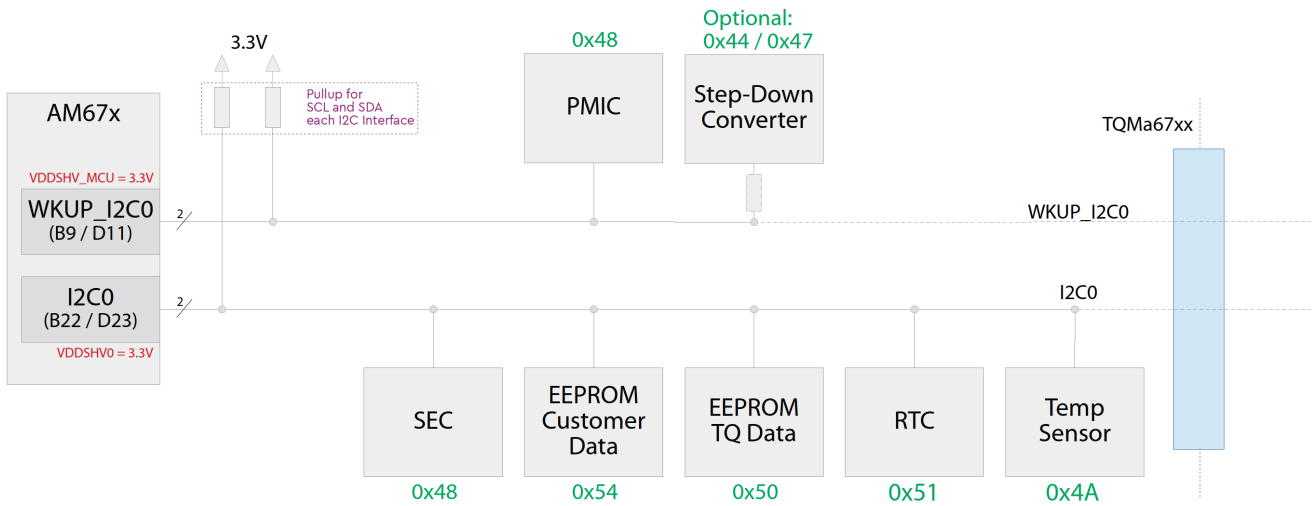 Optional:
0x44 / 0x47
0x48
3.3V
Pullup for
SCL and SDA
each I2C Interface
AM67x
PMIC
Step-Down
Converter
TQMa67xx
VDDSHV_MCU = 3.3V
WKUP_I2C0
(B9 / D11)
2
WKUP_I2C0
I2C0
(B22 / D23)
2
I2C0
VDDSHV0 = 3.3V
SEC
EEPROM
Customer
Data
EEPROM
TQ Data
RTC
Temp
Sensor
0x48
0x54
0x50
0x51
0x4A